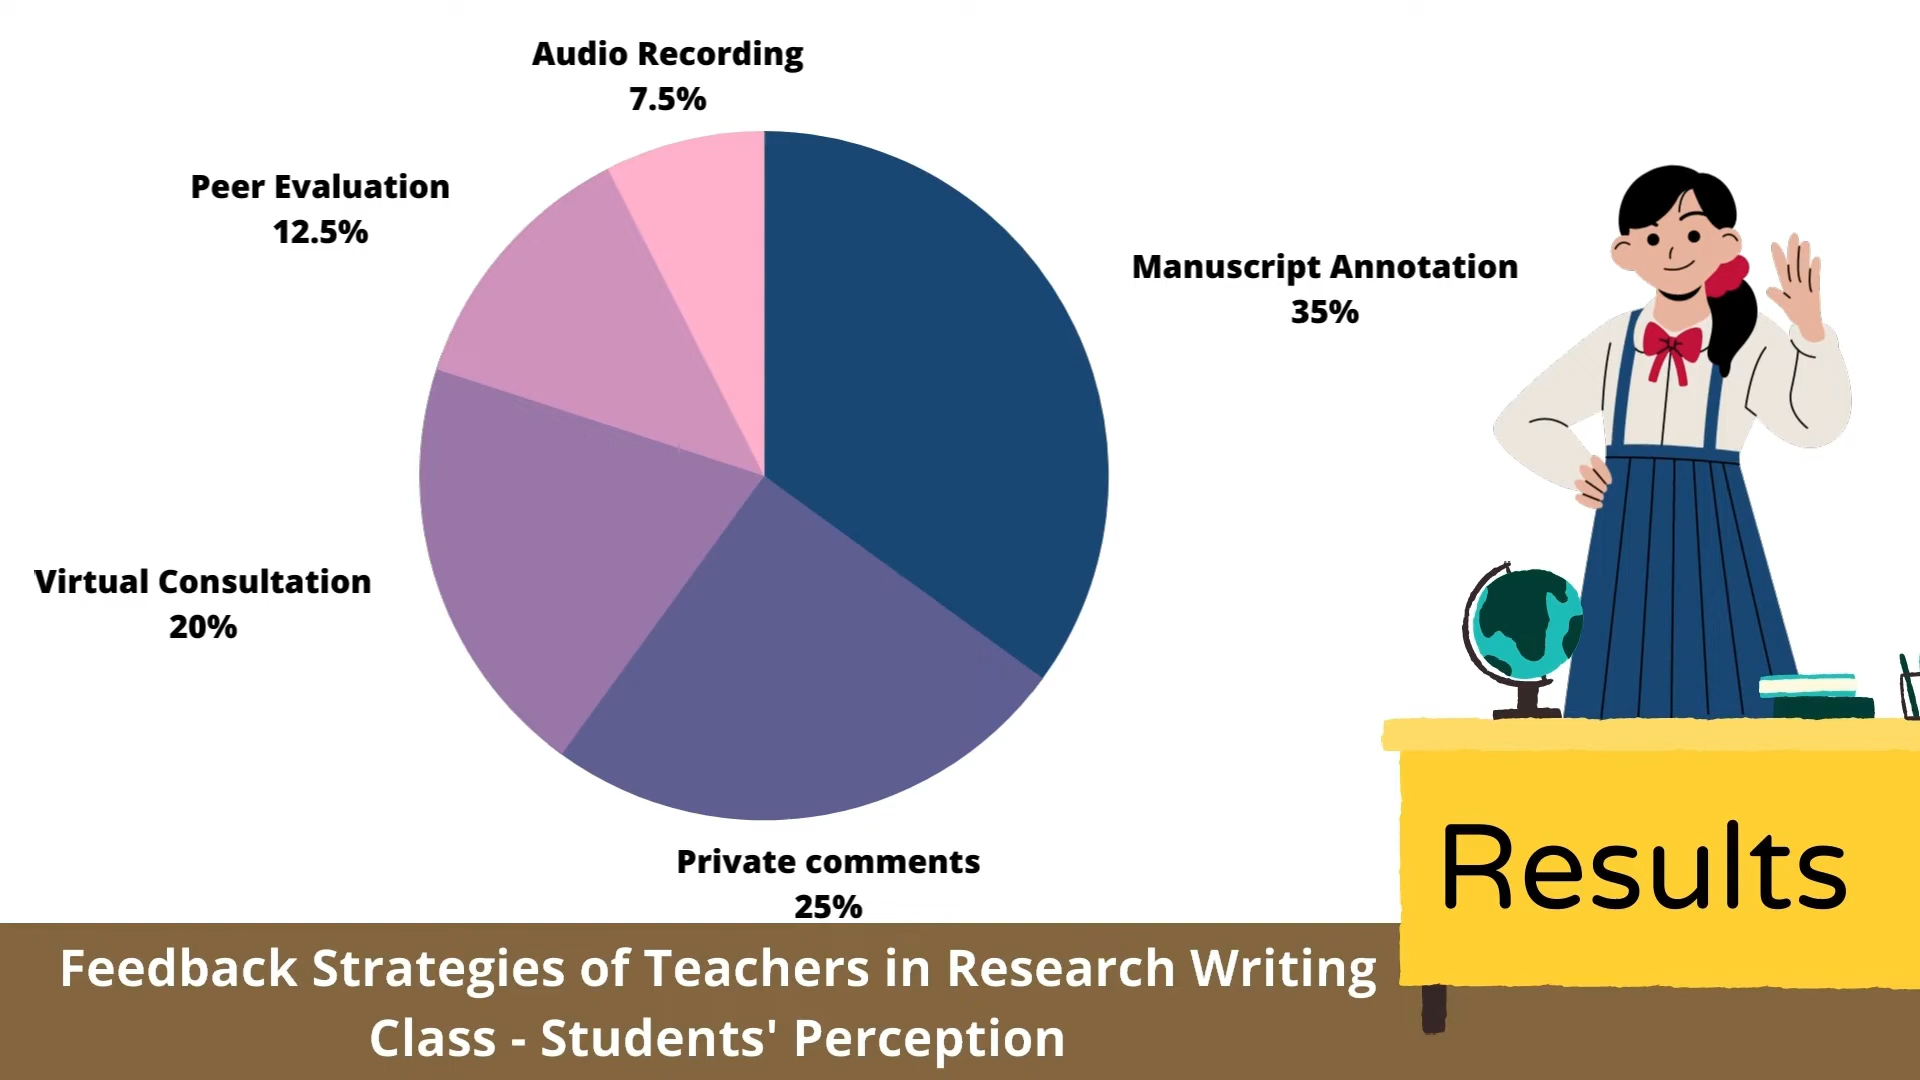 Audio Recording
7.5%
Peer Evaluation
12.5%
Manuscript Annotation
35%
Virtual Consultation
20%
Private comments
25%
Results
Feedback Strategies of Teachers in Research Writing
Class - Students' Perception